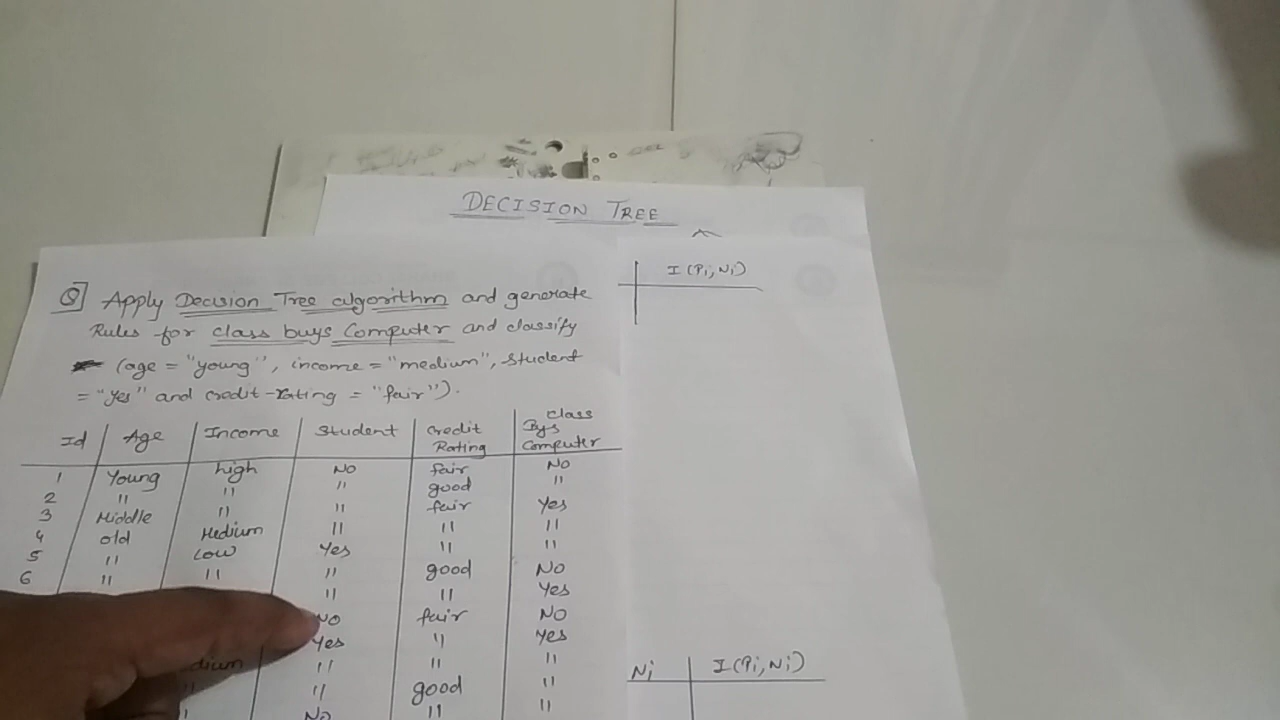 DECISION TREE
I (Pi, Ni)
Q] Apply Decision Tree algorithm and generate
Rules for class buys Computer and classify
(age = "young", income = "medium", student
= "yes" and credit-rating = "fair").
Id Age Income Student Credit Rating Class Bys Computer
1 Young high No fair No
2 " " " good "
3 Middle " " fair Yes
4 old Medium " " "
5 " Low Yes " "
6 " " " good No
" " Yes
No fair No
Yes " Yes
dium " " "
" " good "
" No " "
Ni I (Pi, Ni)